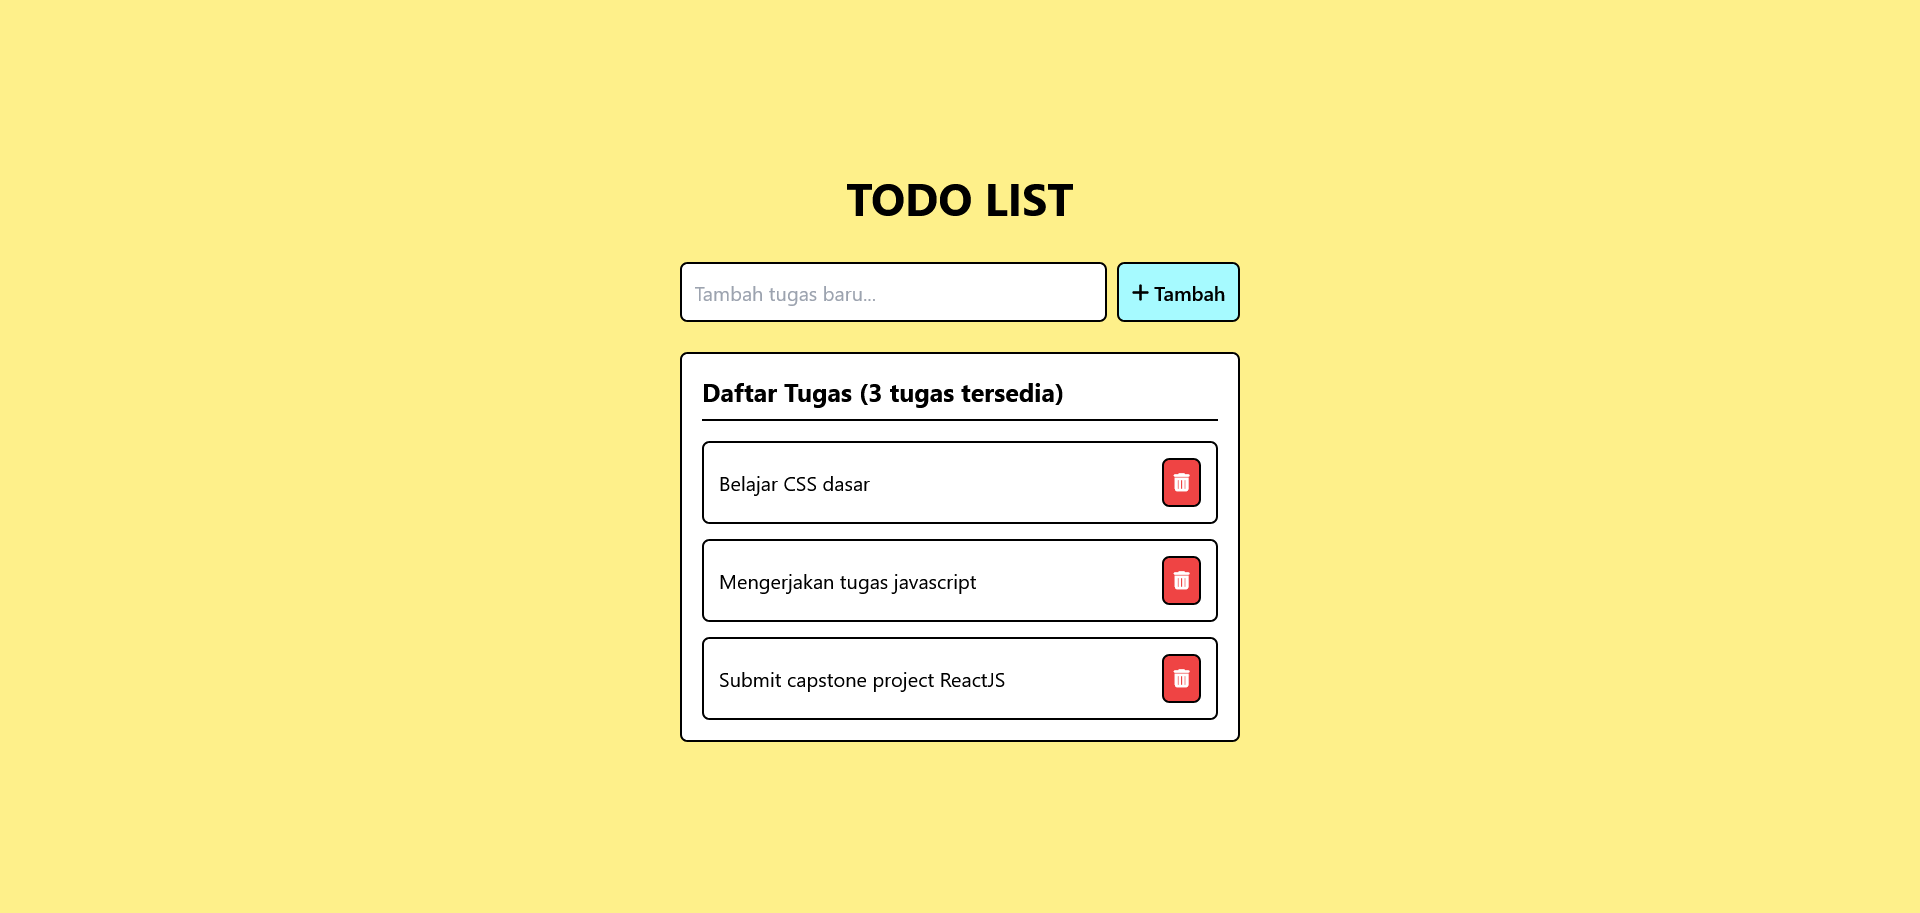 TODO LIST
Tambah tugas baru...
Tambah
Daftar Tugas (3 tugas tersedia)
Belajar CSS dasar
Mengerjakan tugas javascript
Submit capstone project ReactJS